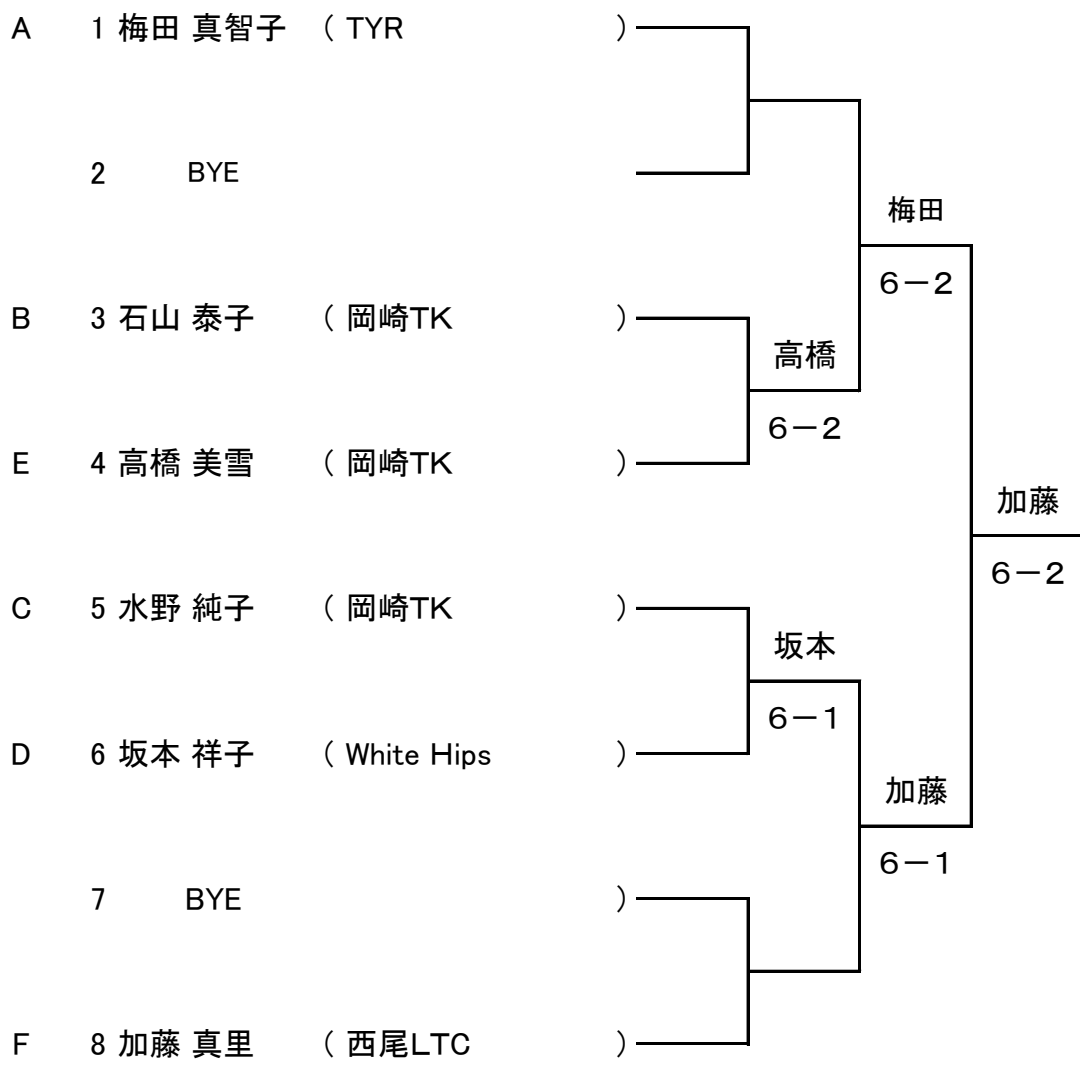 A 1 梅田 真智子 ( TYR )
2 BYE
梅田
6－2
B 3 石山 泰子 ( 岡崎TK )
高橋
6－2
E 4 高橋 美雪 ( 岡崎TK )
加藤
6－2
C 5 水野 純子 ( 岡崎TK )
坂本
6－1
D 6 坂本 祥子 ( White Hips )
加藤
6－1
7 BYE )
F 8 加藤 真里 ( 西尾LTC )